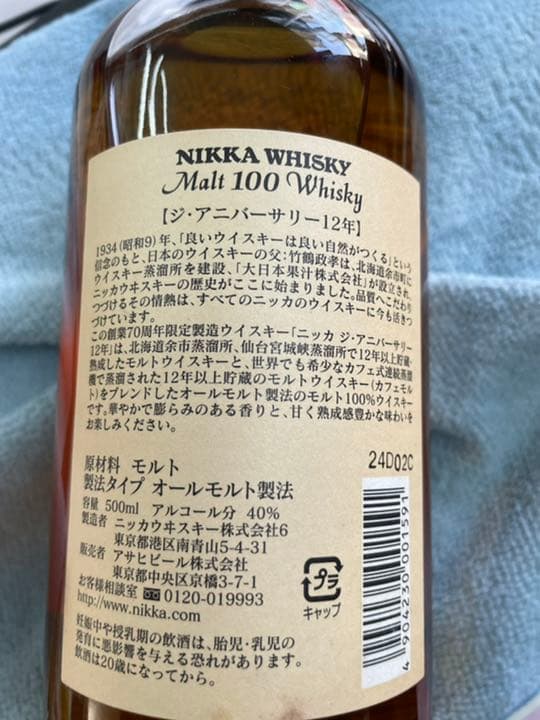 NIKKA WHISKY
Malt 100 Whisky
【ジ・アニバーサリー12年】
1934(昭和9)年、「良いウイスキーは良い自然がつくる」という
信念のもと、日本のウイスキーの父:竹鶴政孝は、北海道余市町に
ウイスキー蒸溜所を建設、「大日本果汁株式会社」が設立され、
ニッカウヰスキーの歴史がここに始まりました。品質へこだわり
つづけるその情熱は、すべてのニッカのウイスキーに今も息きつ
づけています。
この創業70周年限定製造ウイスキー「ニッカ ジ・アニバーサリー
12年」は、北海道余市蒸溜所、仙台宮城峡蒸溜所で12年以上貯蔵・
熟成したモルトウイスキーと、世界でも希少なカフェ式連続蒸溜
機で蒸溜された12年以上貯蔵のモルトウイスキー(カフェモル
ト)をブレンドしたオールモルト製法のモルト100%ウイスキー
です。華やかで膨らみのある香りと、甘く熟成感豊かな味わいを
お楽しみください。
24D02C
原材料 モルト
製法タイプ オールモルト製法
容量 500ml アルコール分 40%
製造者 ニッカウヰスキー株式会社6
東京都港区南青山5-4-31
販売者 アサヒビール株式会社
東京都中央区京橋3-7-1
お客様相談室 0120-019993
http://www.nikka.com
プラ
キャップ
4 904230 001591
妊娠中や授乳期の飲酒は、胎児・乳児の
発育に悪影響を与える恐れがあります。
飲酒は20歳になってから。